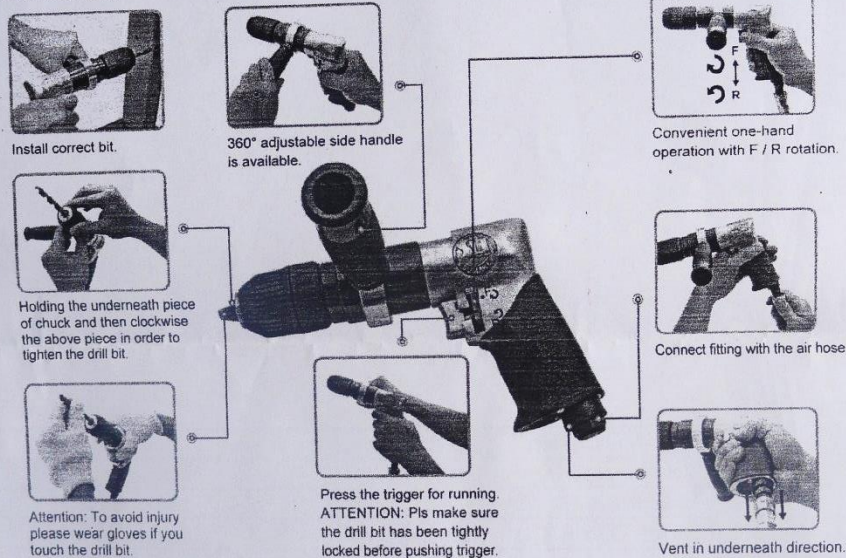 Install correct bit.
360° adjustable side handle
is available.
F
R
Convenient one-hand
operation with F / R rotation.
Holding the underneath piece
of chuck and then clockwise
the above piece in order to
tighten the drill bit.
Connect fitting with the air hose
Attention: To avoid injury
please wear gloves if you
touch the drill bit.
Press the trigger for running.
ATTENTION: Pls make sure
the drill bit has been tightly
locked before pushing trigger.
Vent in underneath direction.